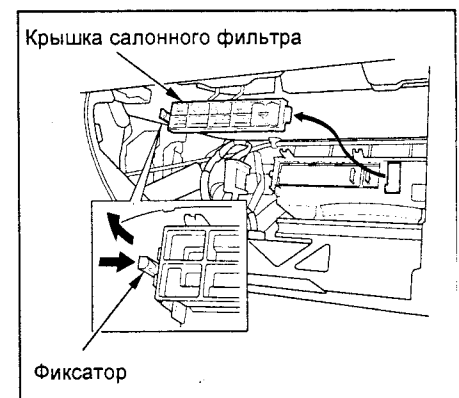 Крышка салонного фильтра
Фиксатор